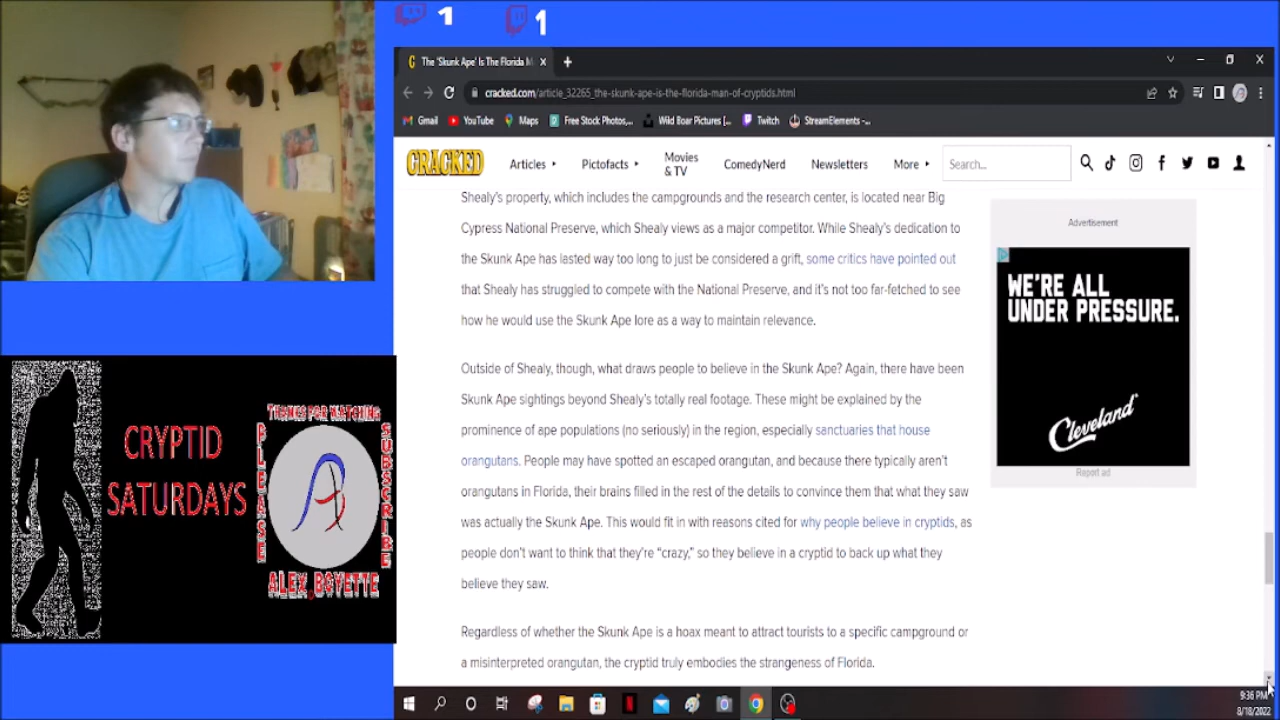 1
1
The 'Skunk Ape' Is The Florida M
cracked.com/article_32265_the-skunk-ape-is-the-florida-man-of-cryptids.html
Gmail
YouTube
Maps
Free Stock Photos,...
Wild Boar Pictures [...
Twitch
StreamElements -...
CRACKED
Articles
Pictofacts
Movies
& TV
ComedyNerd
Newsletters
More
Search...
Shealy's property, which includes the campgrounds and the research center, is located near Big
Cypress National Preserve, which Shealy views as a major competitor. While Shealy's dedication to
the Skunk Ape has lasted way too long to just be considered a grift, some critics have pointed out
that Shealy has struggled to compete with the National Preserve, and it's not too far-fetched to see
how he would use the Skunk Ape lore as a way to maintain relevance.
Outside of Shealy, though, what draws people to believe in the Skunk Ape? Again, there have been
Skunk Ape sightings beyond Shealy's totally real footage. These might be explained by the
prominence of ape populations (no seriously) in the region, especially sanctuaries that house
orangutans. People may have spotted an escaped orangutan, and because there typically aren't
orangutans in Florida, their brains filled in the rest of the details to convince them that what they saw
was actually the Skunk Ape. This would fit in with reasons cited for why people believe in cryptids, as
people don't want to think that they're "crazy," so they believe in a cryptid to back up what they
believe they saw.
Regardless of whether the Skunk Ape is a hoax meant to attract tourists to a specific campground or
a misinterpreted orangutan, the cryptid truly embodies the strangeness of Florida.
Advertisement
WE'RE ALL
UNDER PRESSURE.
Cleveland
Report ad
CRYPTID
SATURDAYS
THANKS FOR WATCHING
PLEASE
SUBSCRIBE
ALEX BOYETTE
9:36 PM
8/18/2022